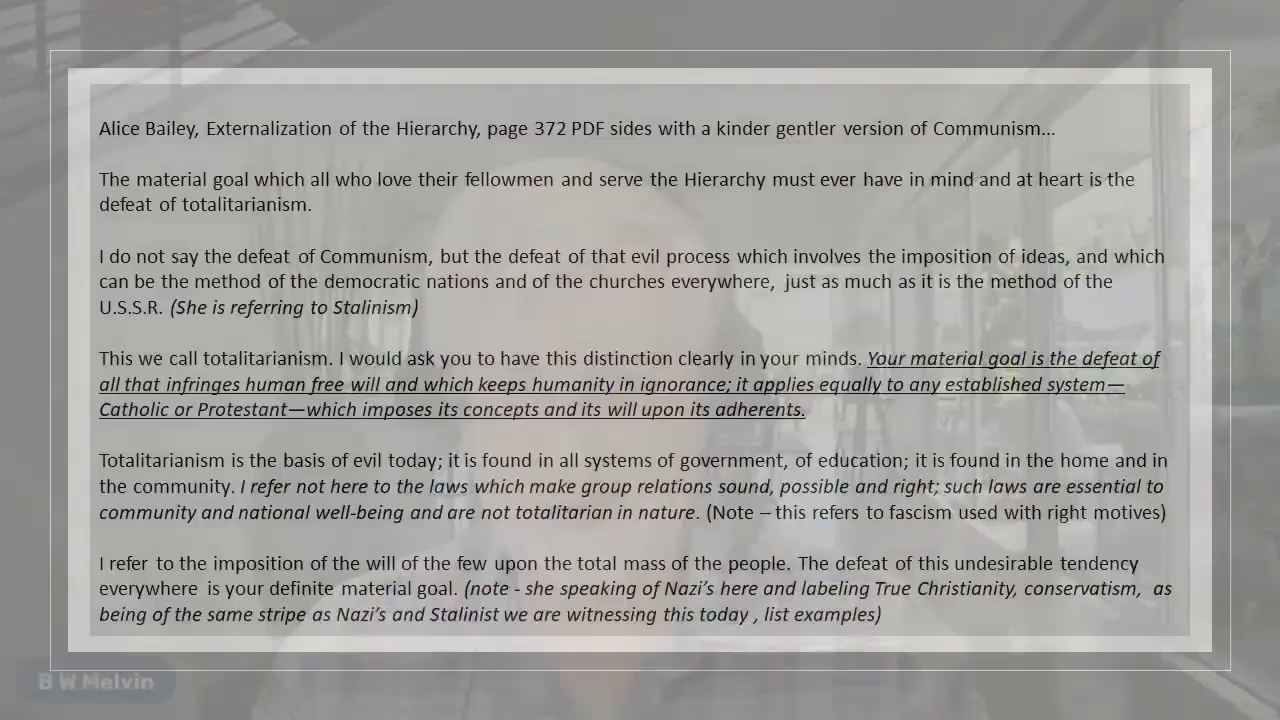 Alice Bailey, Externalization of the Hierarchy, page 372 PDF sides with a kinder gentler version of Communism...
The material goal which all who love their fellowmen and serve the Hierarchy must ever have in mind and at heart is the
defeat of totalitarianism.
I do not say the defeat of Communism, but the defeat of that evil process which involves the imposition of ideas, and which
can be the method of the democratic nations and of the churches everywhere, just as much as it is the method of the
U.S.S.R. (She is referring to Stalinism)
This we call totalitarianism. I would ask you to have this distinction clearly in your minds. Your material goal is the defeat of
all that infringes human free will and which keeps humanity in ignorance; it applies equally to any established system—
Catholic or Protestant—which imposes its concepts and its will upon its adherents.
Totalitarianism is the basis of evil today; it is found in all systems of government, of education; it is found in the home and in
the community. I refer not here to the laws which make group relations sound, possible and right; such laws are essential to
community and national well-being and are not totalitarian in nature. (Note – this refers to fascism used with right motives)
I refer to the imposition of the will of the few upon the total mass of the people. The defeat of this undesirable tendency
everywhere is your definite material goal. (note - she speaking of Nazi's here and labeling True Christianity, conservatism, as
being of the same stripe as Nazi's and Stalinist we are witnessing this today , list examples)
B W Melvin